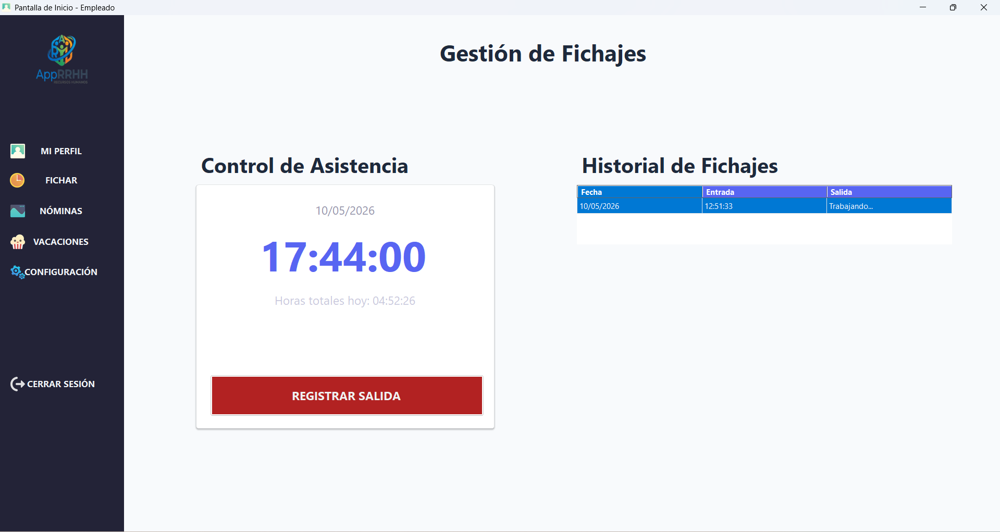 Pantalla de Inicio - Empleado
AppRRHH
RECURSOS HUMANOS
MI PERFIL
FICHAR
NÓMINAS
VACACIONES
CONFIGURACIÓN
CERRAR SESIÓN
Gestión de Fichajes
Control de Asistencia
10/05/2026
17:44:00
Horas totales hoy: 04:52:26
REGISTRAR SALIDA
Historial de Fichajes
Fecha Entrada Salida
10/05/2026 12:51:33 Trabajando...